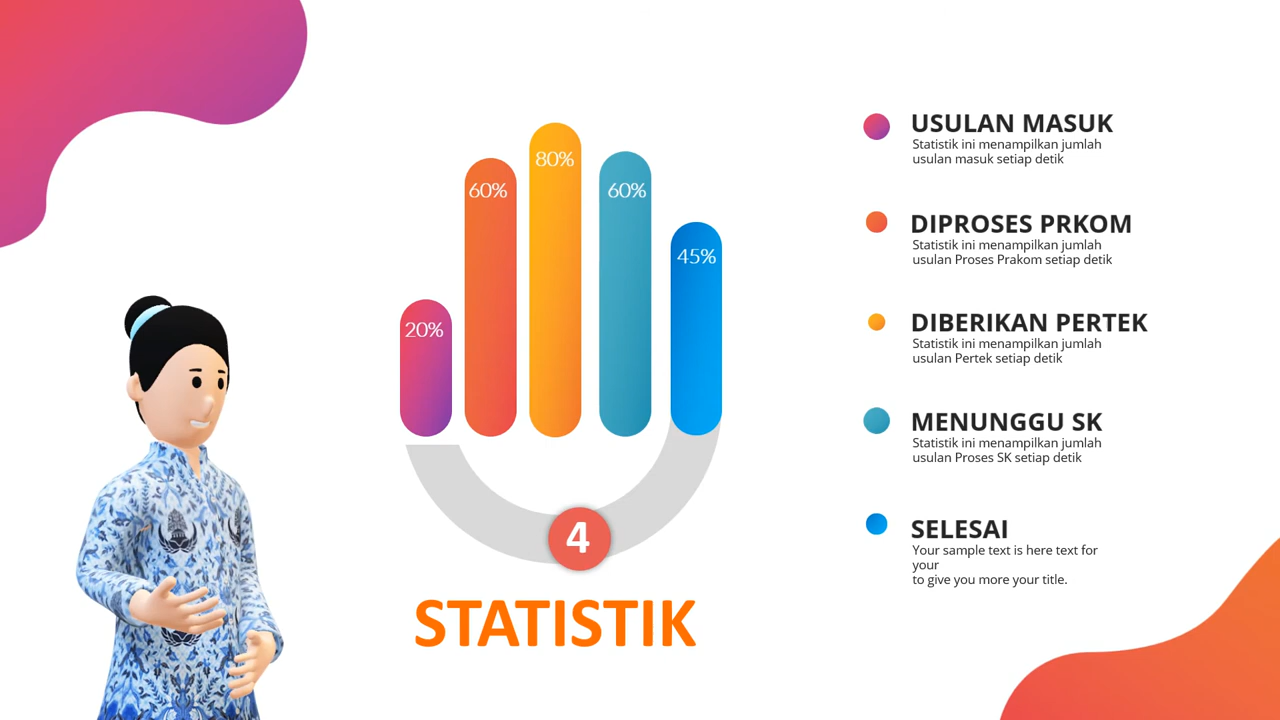 20%
60%
80%
60%
45%
4
STATISTIK
USULAN MASUK
Statistik ini menampilkan jumlah
usulan masuk setiap detik
DIPROSES PRKOM
Statistik ini menampilkan jumlah
usulan Proses Prakom setiap detik
DIBERIKAN PERTEK
Statistik ini menampilkan jumlah
usulan Pertek setiap detik
MENUNGGU SK
Statistik ini menampilkan jumlah
usulan Proses SK setiap detik
SELESAI
Your sample text is here text for
your
to give you more your title.